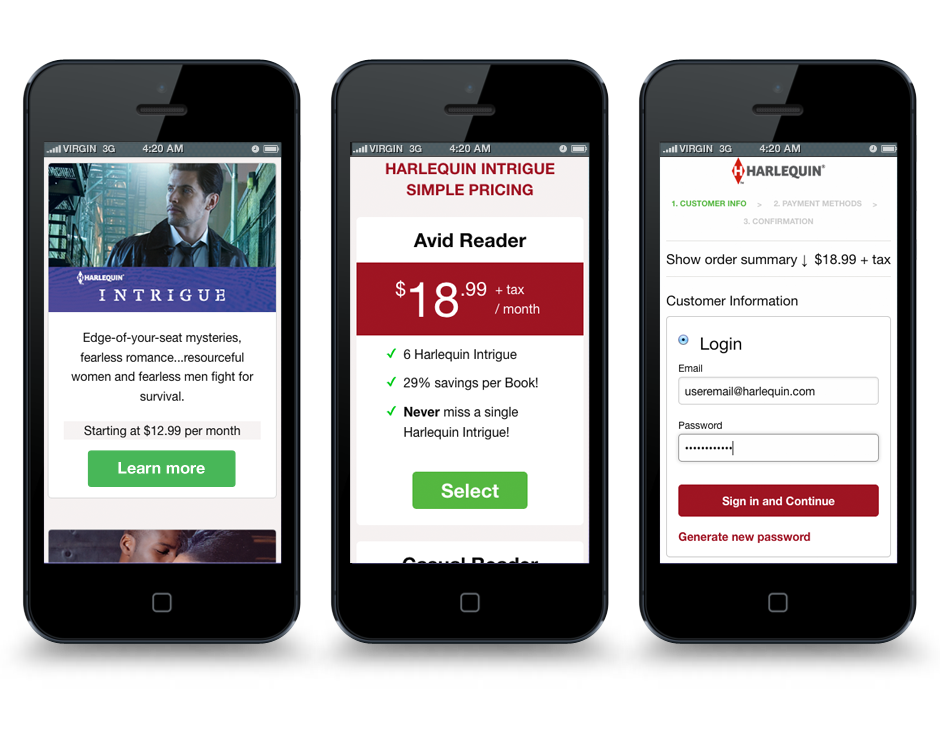 VIRGIN 3G 4:20 AM
HARLEQUIN®
INTRIGUE
Edge-of-your-seat mysteries,
fearless romance...resourceful
women and fearless men fight for
survival.
Starting at $12.99 per month
Learn more
VIRGIN 3G 4:20 AM
HARLEQUIN INTRIGUE
SIMPLE PRICING
Avid Reader
$18.99 + tax
/ month
✓ 6 Harlequin Intrigue
✓ 29% savings per Book!
✓ Never miss a single
Harlequin Intrigue!
Select
Casual Reader
VIRGIN 3G 4:20 AM
HARLEQUIN®
1. CUSTOMER INFO > 2. PAYMENT METHODS >
3. CONFIRMATION
Show order summary ↓ $18.99 + tax
Customer Information
Login
Email
useremail@harlequin.com
Password
••••••••••••
Sign in and Continue
Generate new password